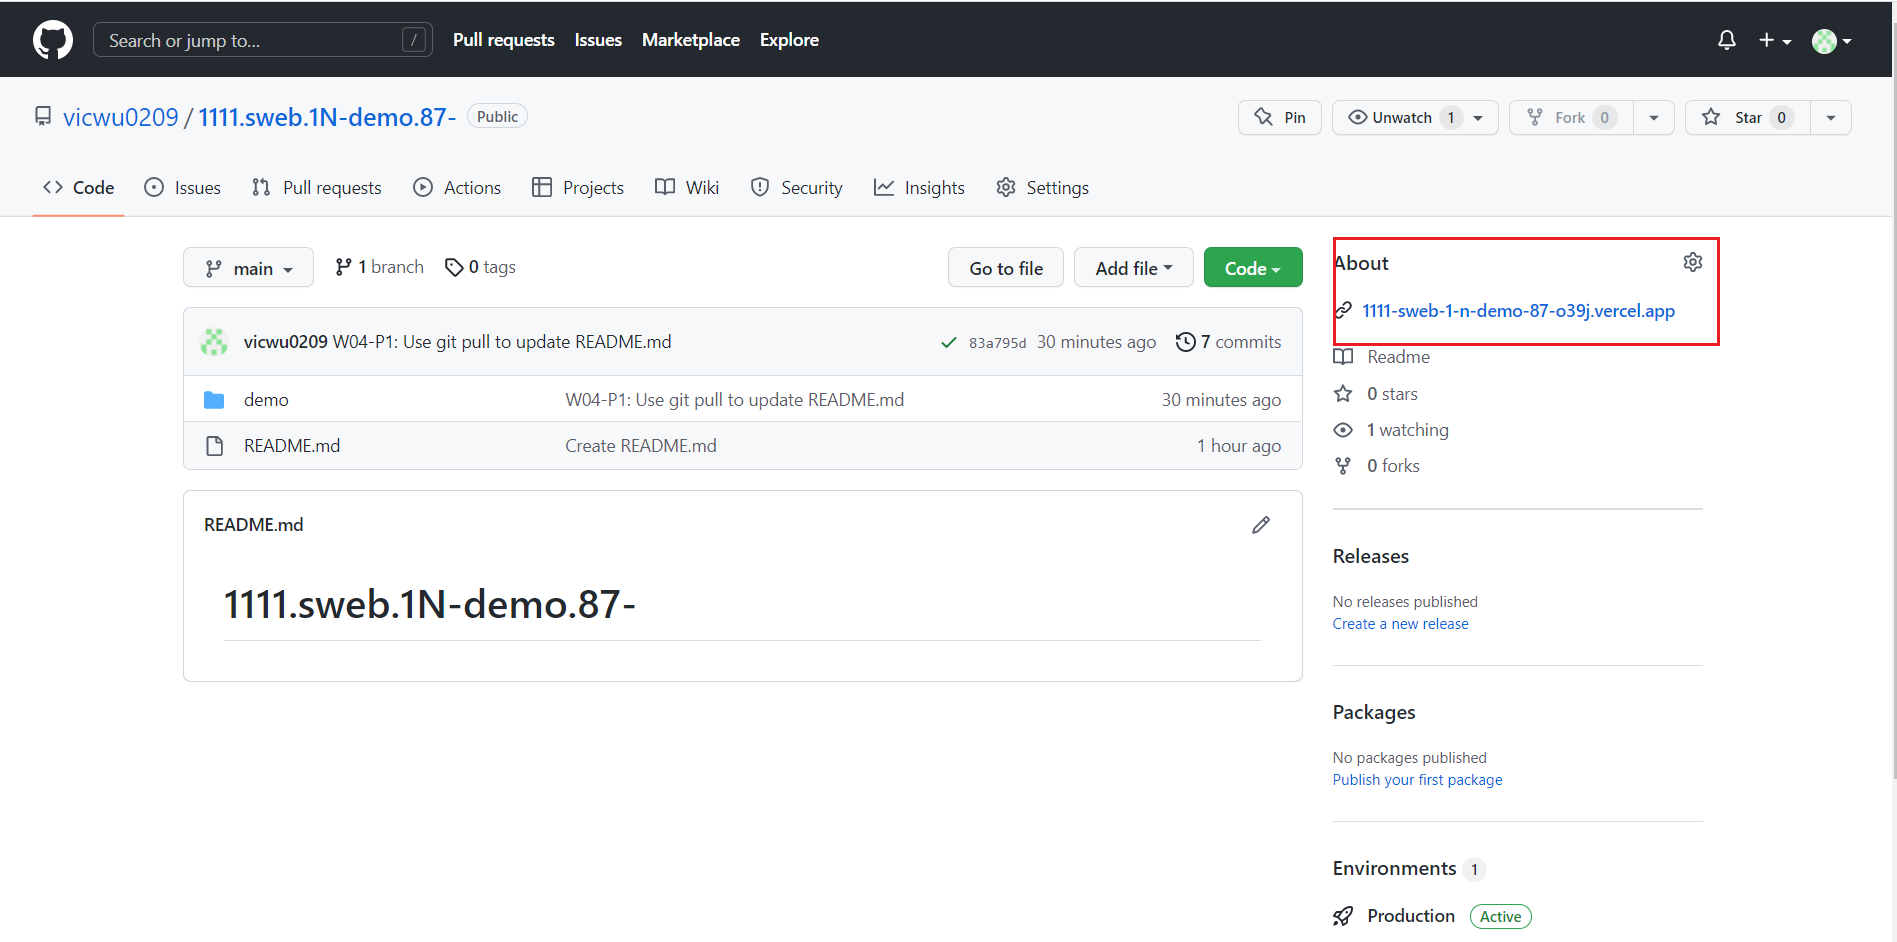 Search or jump to... / Pull requests Issues Marketplace Explore
vicwu0209 / 1111.sweb.1N-demo.87- Public Pin Unwatch 1 Fork 0 Star 0
Code Issues Pull requests Actions Projects Wiki Security Insights Settings
main 1 branch 0 tags Go to file Add file Code
vicwu0209 W04-P1: Use git pull to update README.md 83a795d 30 minutes ago 7 commits
demo W04-P1: Use git pull to update README.md 30 minutes ago
README.md Create README.md 1 hour ago
README.md
1111.sweb.1N-demo.87-
About
1111-sweb-1-n-demo-87-o39j.vercel.app
Readme
0 stars
1 watching
0 forks
Releases
No releases published
Create a new release
Packages
No packages published
Publish your first package
Environments 1
Production Active